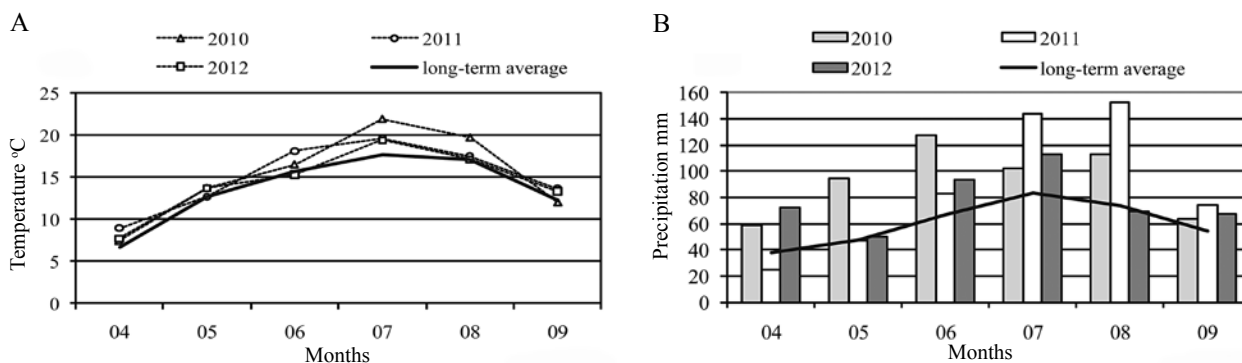 A
2010
2011
2012
long-term average
25
20
15
10
5
0
Temperature °C
04 05 06 07 08 09
Months
B
2010
2011
2012
long-term average
160
140
120
100
80
60
40
20
0
Precipitation mm
04 05 06 07 08 09
Months